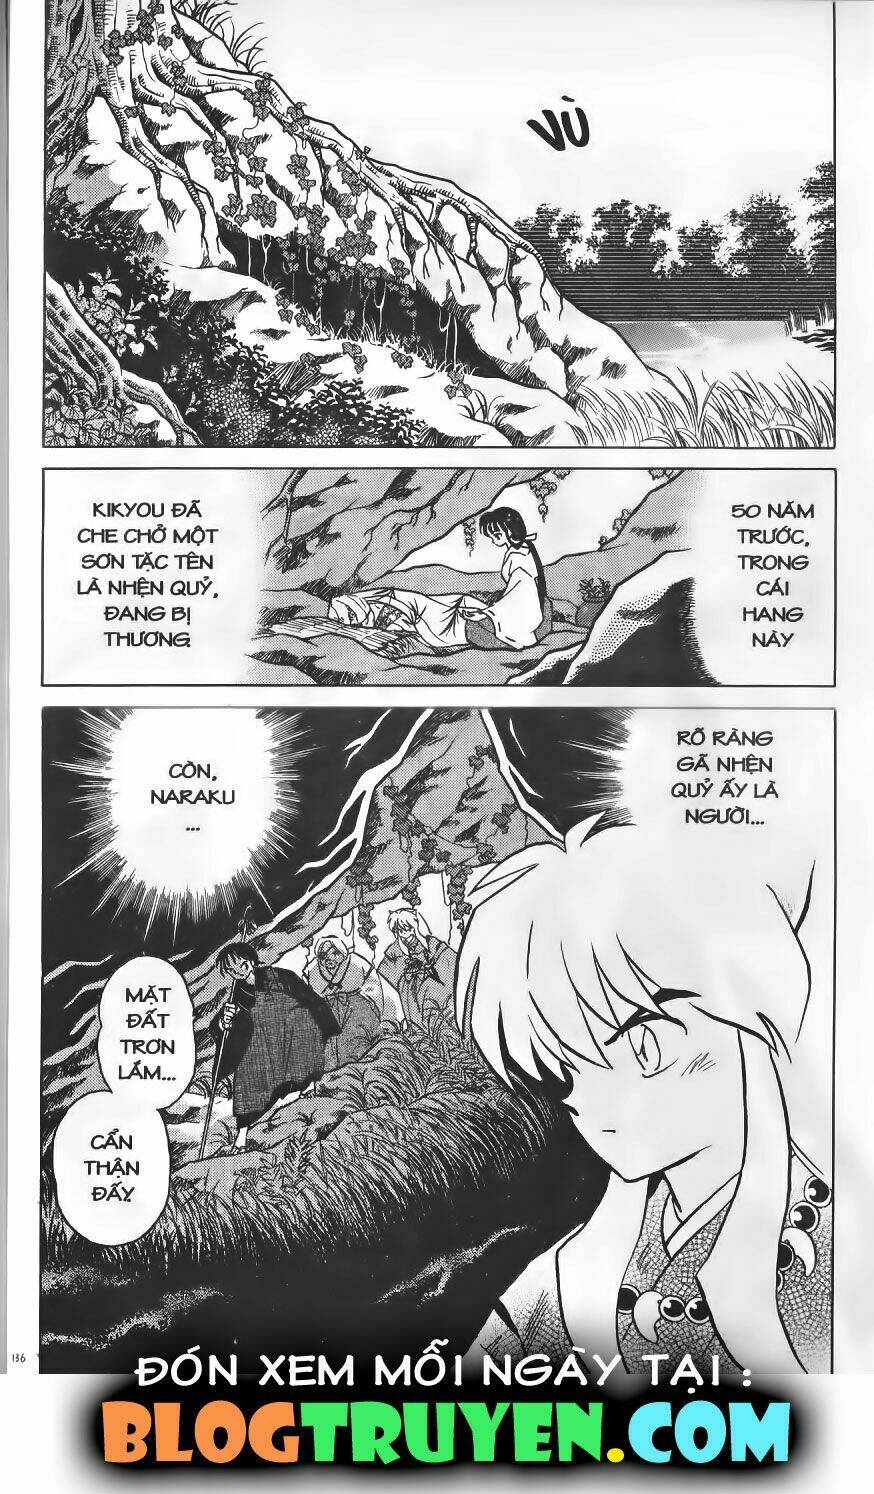 VÙ
50 NĂM
TRƯỚC,
TRONG
CÁI
HANG
NÀY
KIKYOU ĐÃ
CHE CHỞ MỘT
SƠN TẶC TÊN
LÀ NHỆN QUỶ,
ĐANG BỊ
THƯƠNG.
RÕ RÀNG
GÃ NHỆN
QUỶ ẤY LÀ
NGƯỜI...
CÒN,
NARAKU
...
MẶT
ĐẤT
TRƠN
LẮM...
CẨN
THẬN
ĐẤY.
136
ĐÓN XEM MỖI NGÀY TẠI :
BLOGTRUYEN.COM